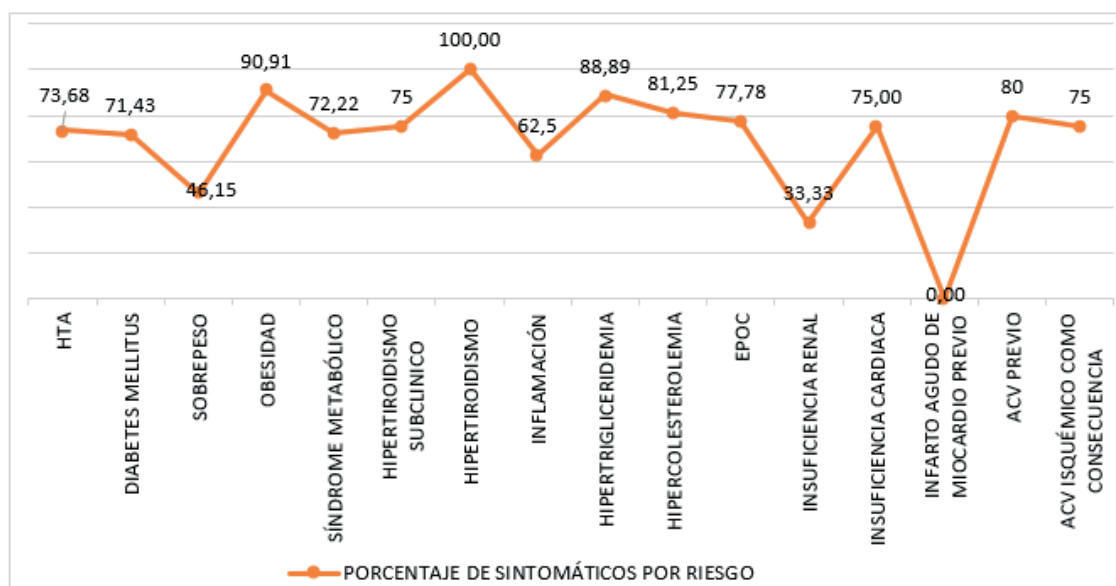 73,68
71,43
46,15
90,91
72,22
75
100,00
62,5
88,89
81,25
77,78
33,33
75,00
0,00
80
75
HTA
DIABETES MELLITUS
SOBREPESO
OBESIDAD
SÍNDROME METABÓLICO
HIPERTIROIDISMO
SUBCLINICO
HIPERTIROIDISMO
INFLAMACIÓN
HIPERTRIGLICERIDEMIA
HIPERCOLESTEROLEMIA
EPOC
INSUFICIENCIA RENAL
INSUFICIENCIA CARDIACA
INFARTO AGUDO DE
MIOCARDIO PREVIO
ACV PREVIO
ACV ISQUÉMICO COMO
CONSECUENCIA
PORCENTAJE DE SINTOMÁTICOS POR RIESGO